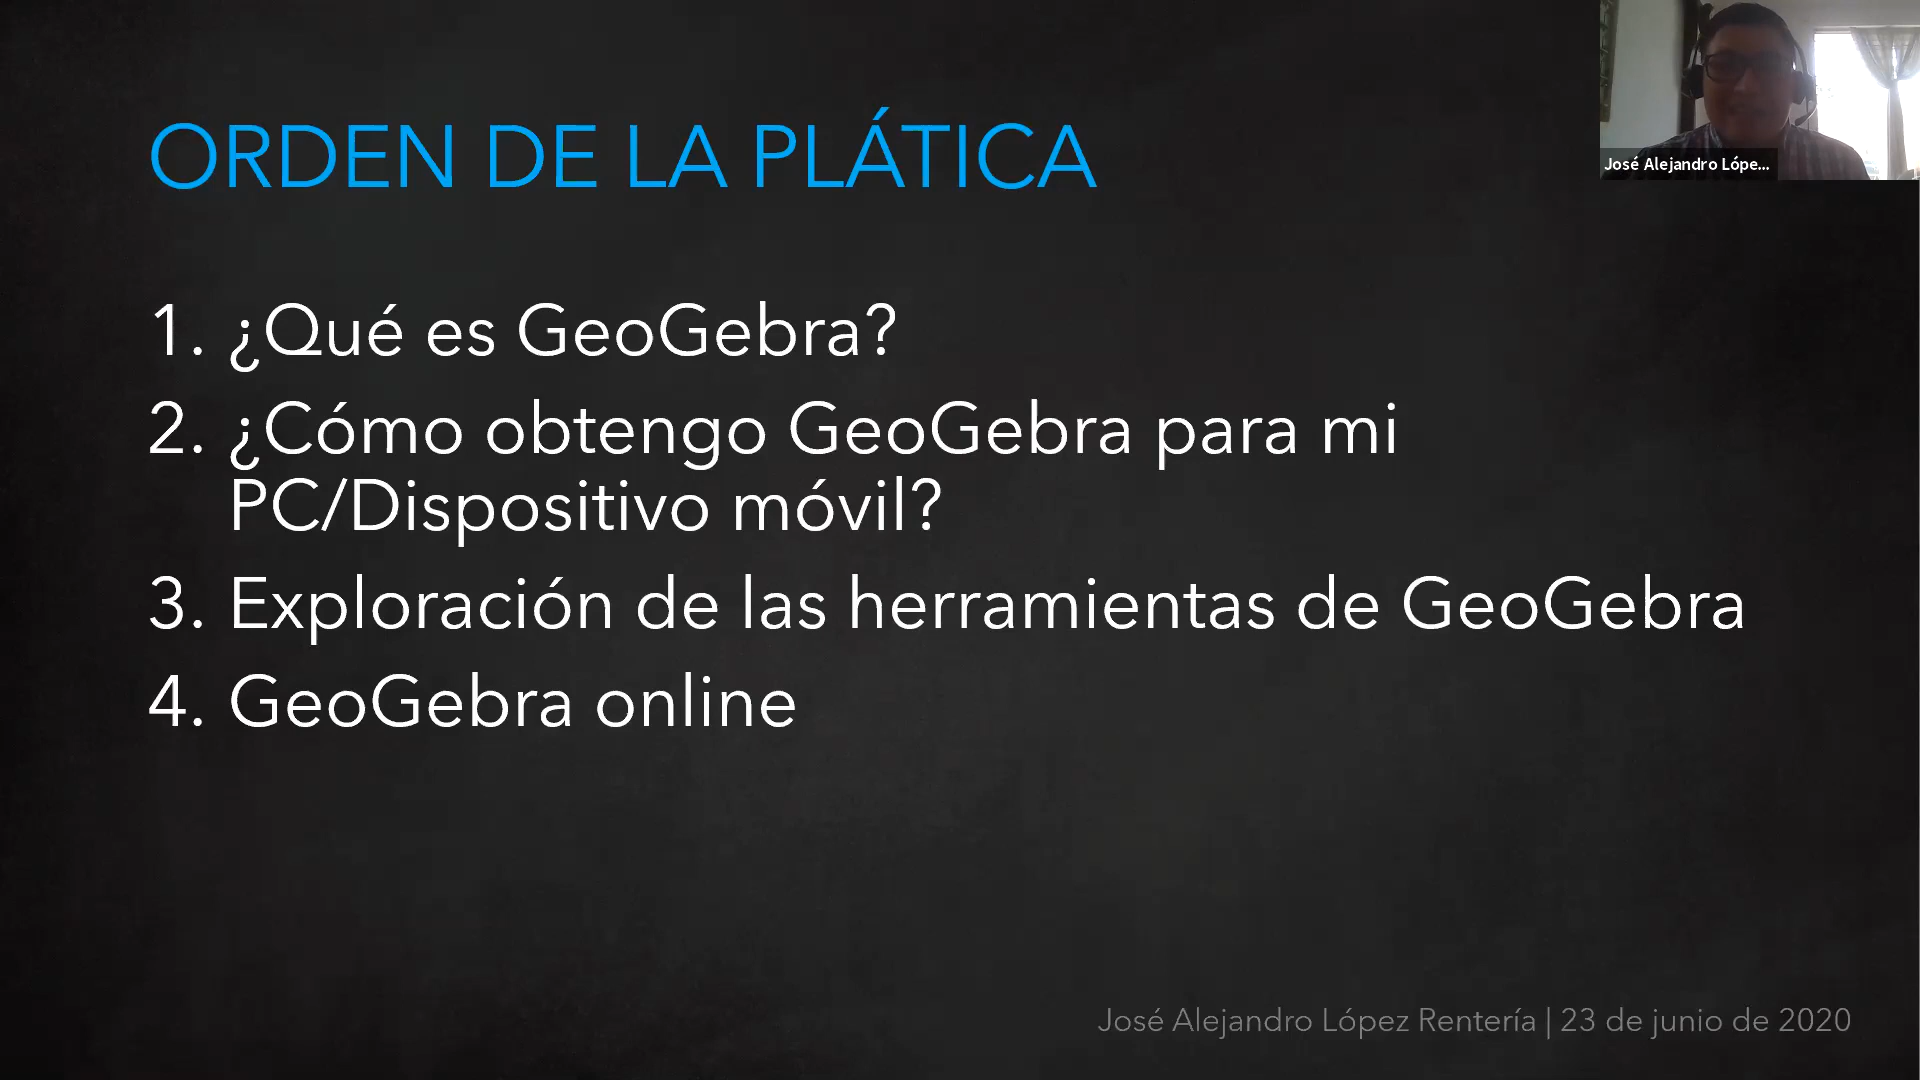 ORDEN DE LA PLÁTICA
José Alejandro Lópe...
1. ¿Qué es GeoGebra?
2. ¿Cómo obtengo GeoGebra para mi
PC/Dispositivo móvil?
3. Exploración de las herramientas de GeoGebra
4. GeoGebra online
José Alejandro López Rentería | 23 de junio de 2020